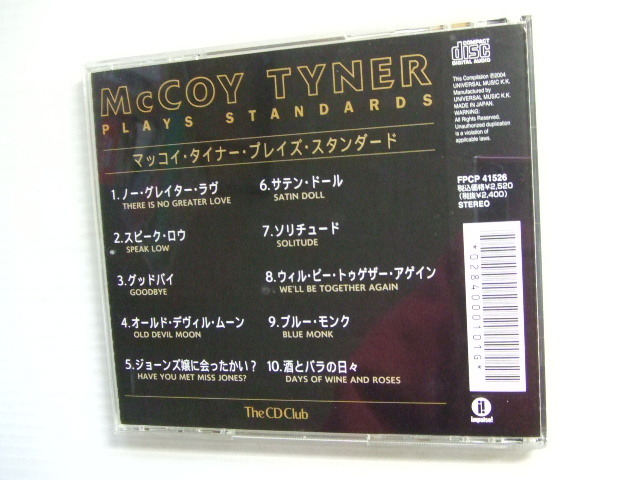 McCOY TYNER
PLAYS STANDARDS
マッコイ・タイナー・プレイズ・スタンダード
1.ノー・グレイター・ラヴ
THERE IS NO GREATER LOVE
2.スピーク・ロウ
SPEAK LOW
3.グッドバイ
GOODBYE
4.オールド・デヴィル・ムーン
OLD DEVIL MOON
5.ジョーンズ嬢に会ったかい?
HAVE YOU MET MISS JONES?
6.サテン・ドール
SATIN DOLL
7.ソリチュード
SOLITUDE
8.ウィル・ビー・トゥゲザー・アゲイン
WE'LL BE TOGETHER AGAIN
9.ブルー・モンク
BLUE MONK
10.酒とバラの日々
DAYS OF WINE AND ROSES
The CD Club
COMPACT
disc
DIGITAL AUDIO
This Compilation ℗2004
UNIVERSAL MUSIC K.K.
Manufactured by
UNIVERSAL MUSIC K.K.
MADE IN JAPAN.
WARNING:
All Rights Reserved.
Unauthorized duplication
is a violation of
applicable laws.
FPCP 41526
税込価格¥2,520
(税抜¥2,400)
STEREO
*0284000101G*
impulse!